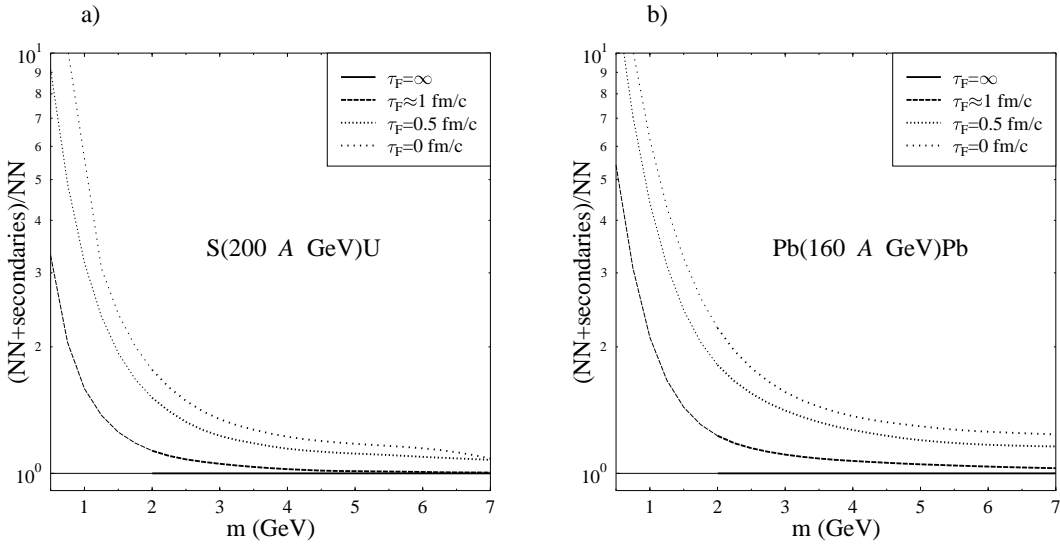 a)
(NN+secondaries)/NN
10¹
9
8
7
6
5
4
3
2
10⁰
τF=∞
τF≈1 fm/c
τF=0.5 fm/c
τF=0 fm/c
S(200 A GeV)U
1 2 3 4 5 6 7
m (GeV)
b)
(NN+secondaries)/NN
10¹
9
8
7
6
5
4
3
2
10⁰
τF=∞
τF≈1 fm/c
τF=0.5 fm/c
τF=0 fm/c
Pb(160 A GeV)Pb
1 2 3 4 5 6 7
m (GeV)